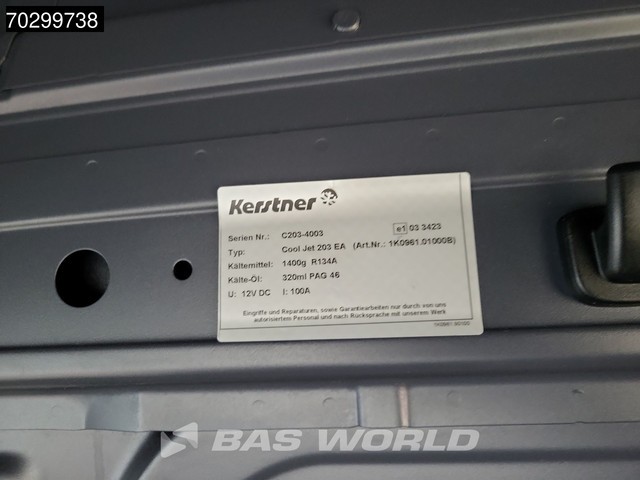 70299738
Kerstner
Serien Nr.: C203-4003 e1 03 3423
Typ: Cool Jet 203 EA (Art.Nr.: 1K0961.01000B)
Kältemittel: 1400g R134A
Kälte-Öl: 320ml PAG 46
U: 12V DC I: 100A
Eingriffe und Reparaturen, sowie Garantiearbeiten nur durch von uns
autorisiertem Personal und nach Rücksprache mit unserem Werk
BAS WORLD